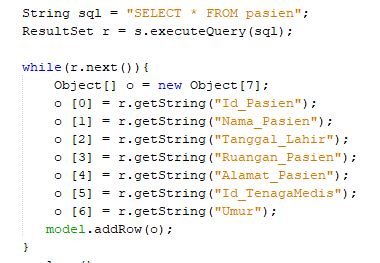 String sql = "SELECT * FROM pasien";
ResultSet r = s.executeQuery(sql);
while(r.next()){
Object[] o = new Object[7];
o [0] = r.getString("Id_Pasien");
o [1] = r.getString("Nama_Pasien");
o [2] = r.getString("Tanggal_Lahir");
o [3] = r.getString("Ruangan_Pasien");
o [4] = r.getString("Alamat_Pasien");
o [5] = r.getString("Id_TenagaMedis");
o [6] = r.getString("Umur");
model.addRow(o);
}